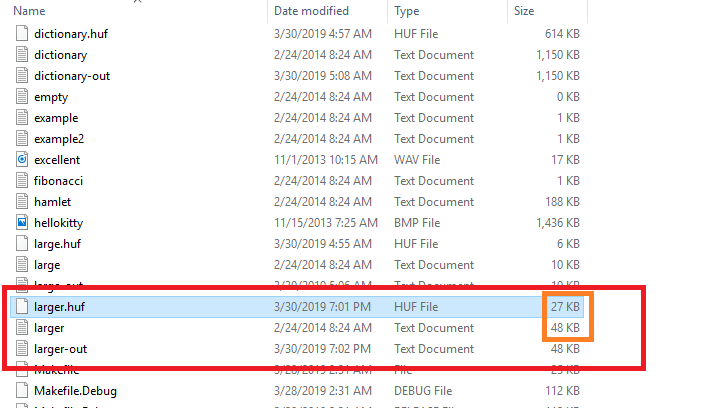 Name Date modified Type Size
dictionary.huf 3/30/2019 4:57 AM HUF File 614 KB
dictionary 2/24/2014 8:24 AM Text Document 1,150 KB
dictionary-out 3/30/2019 5:08 AM Text Document 1,150 KB
empty 2/24/2014 8:24 AM Text Document 0 KB
example 2/24/2014 8:24 AM Text Document 1 KB
example2 2/24/2014 8:24 AM Text Document 1 KB
excellent 11/1/2013 10:15 AM WAV File 17 KB
fibonacci 2/24/2014 8:24 AM Text Document 1 KB
hamlet 2/24/2014 8:24 AM Text Document 188 KB
hellokitty 11/15/2013 7:25 AM BMP File 1,436 KB
large.huf 3/30/2019 4:55 AM HUF File 6 KB
large 2/24/2014 8:24 AM Text Document 10 KB
large-out 3/30/2019 5:06 AM Text Document 10 KB
larger.huf 3/30/2019 7:01 PM HUF File 27 KB
larger 2/24/2014 8:24 AM Text Document 48 KB
larger-out 3/30/2019 7:02 PM Text Document 48 KB
Makefile 3/28/2019 2:31 AM File KB
Makefile.Debug 3/28/2019 2:31 AM DEBUG File 112 KB